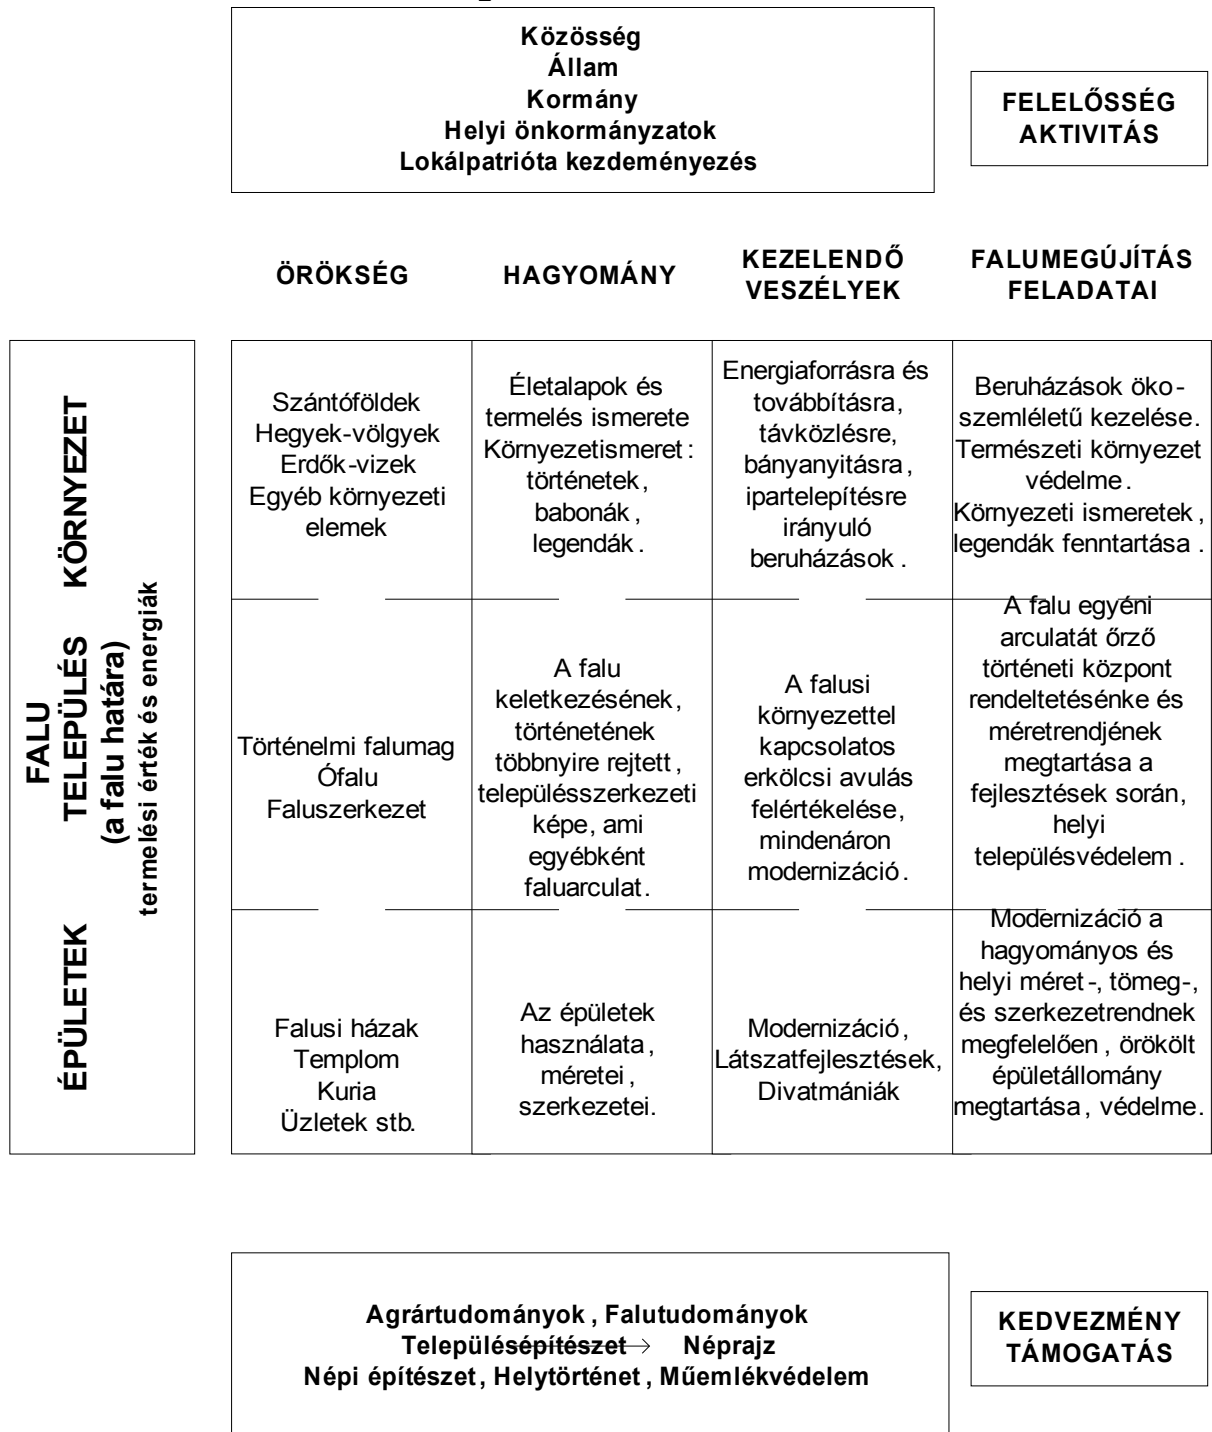 Közösség
Állam
Kormány
Helyi önkormányzatok
Lokálpatrióta kezdeményezés
FELELŐSSÉG
AKTIVITÁS
ÖRÖKSÉG
HAGYOMÁNY
KEZELENDŐ
VESZÉLYEK
FALUMEGÚJÍTÁS
FELADATAI
FALU
ÉPÜLETEK TELEPÜLÉS KÖRNYEZET
(a falu határa)
termelési érték és energiák
Szántóföldek
Hegyek-völgyek
Erdők-vizek
Egyéb környezeti
elemek
Életalapok és
termelés ismerete
Környezetismeret:
történetek,
babonák,
legendák.
Energiaforrásra és
továbbításra,
távközlésre,
bányanyitásra,
ipartelepítésre
irányuló
beruházások.
Beruházások öko-
szemléletű kezelése.
Természeti környezet
védelme.
Környezeti ismeretek,
legendák fenntartása.
Történelmi falumag
Ófalu
Faluszerkezet
A falu
keletkezésének,
történetének
többnyire rejtett,
településszerkezeti
képe, ami
egyébként
faluarculat.
A falusi
környezettel
kapcsolatos
erkölcsi avulás
felértékelése,
mindenáron
modernizáció.
A falu egyéni
arculatát őrző
történeti központ
rendeltetésénke és
méretrendjének
megtartása a
fejlesztések során,
helyi
településvédelem.
Falusi házak
Templom
Kuria
Üzletek stb.
Az épületek
használata,
méretei,
szerkezetei.
Modernizáció,
Látszatfejlesztések,
Divatmániák
Modernizáció a
hagyományos és
helyi méret-, tömeg-,
és szerkezetrendnek
megfelelően, örökölt
épületállomány
megtartása, védelme.
Agrártudományok, Falutudományok
Településépítészet → Néprajz
Népi építészet, Helytörténet, Műemlékvédelem
KEDVEZMÉNY
TÁMOGATÁS